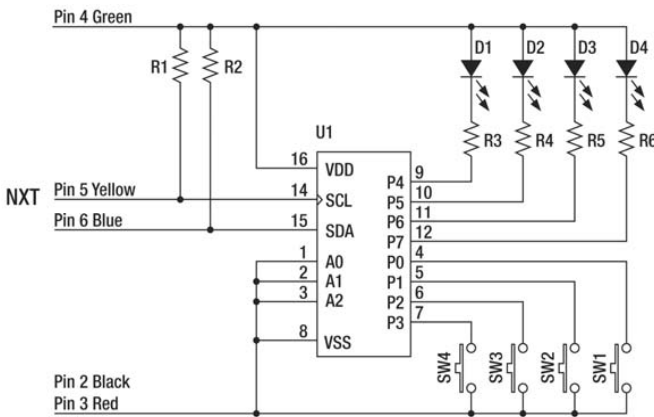 Pin 4 Green
D1 D2 D3 D4
R1 R2
R3 R4 R5 R6
U1
16 VDD
9 P4
NXT
Pin 5 Yellow
14 SCL
10 P5
Pin 6 Blue
15 SDA
11 P6
12 P7
1 A0
4 P0
2 A1
5 P1
3 A2
6 P2
7 P3
8 VSS
SW4 SW3 SW2 SW1
Pin 2 Black
Pin 3 Red